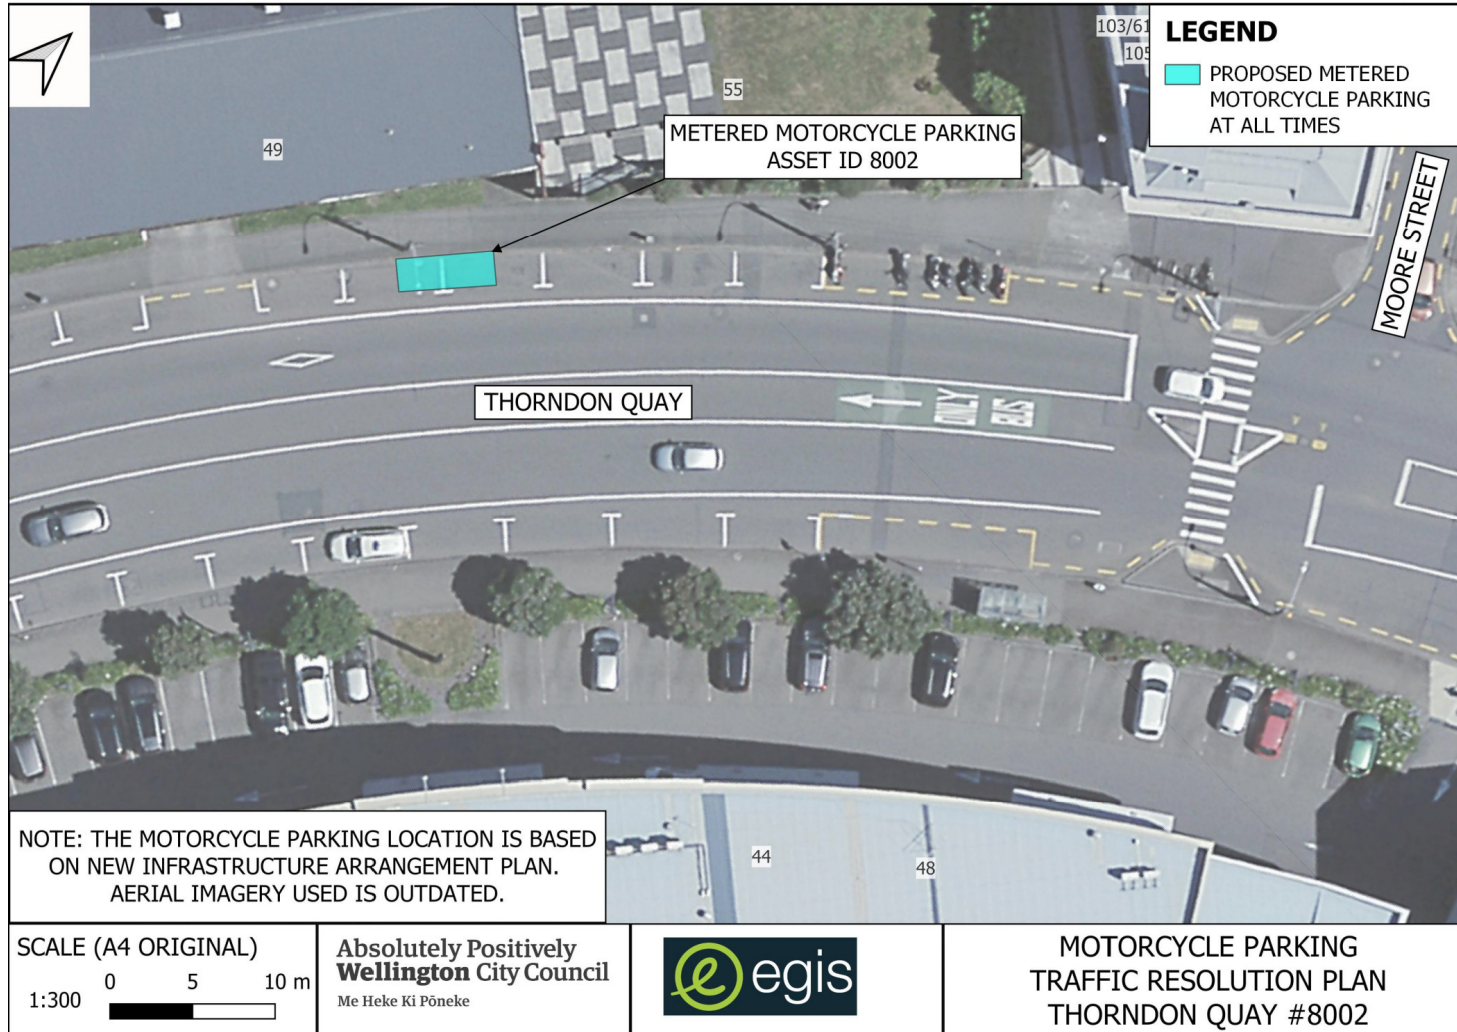 103/61
105
LEGEND
PROPOSED METERED
MOTORCYCLE PARKING
AT ALL TIMES
55
49
METERED MOTORCYCLE PARKING
ASSET ID 8002
MOORE STREET
THORNDON QUAY
ONLY
BUS
NOTE: THE MOTORCYCLE PARKING LOCATION IS BASED
ON NEW INFRASTRUCTURE ARRANGEMENT PLAN.
AERIAL IMAGERY USED IS OUTDATED.
44
48
SCALE (A4 ORIGINAL)
0 5 10 m
1:300
Absolutely Positively
Wellington City Council
Me Heke Ki Pōneke
e egis
MOTORCYCLE PARKING
TRAFFIC RESOLUTION PLAN
THORNDON QUAY #8002